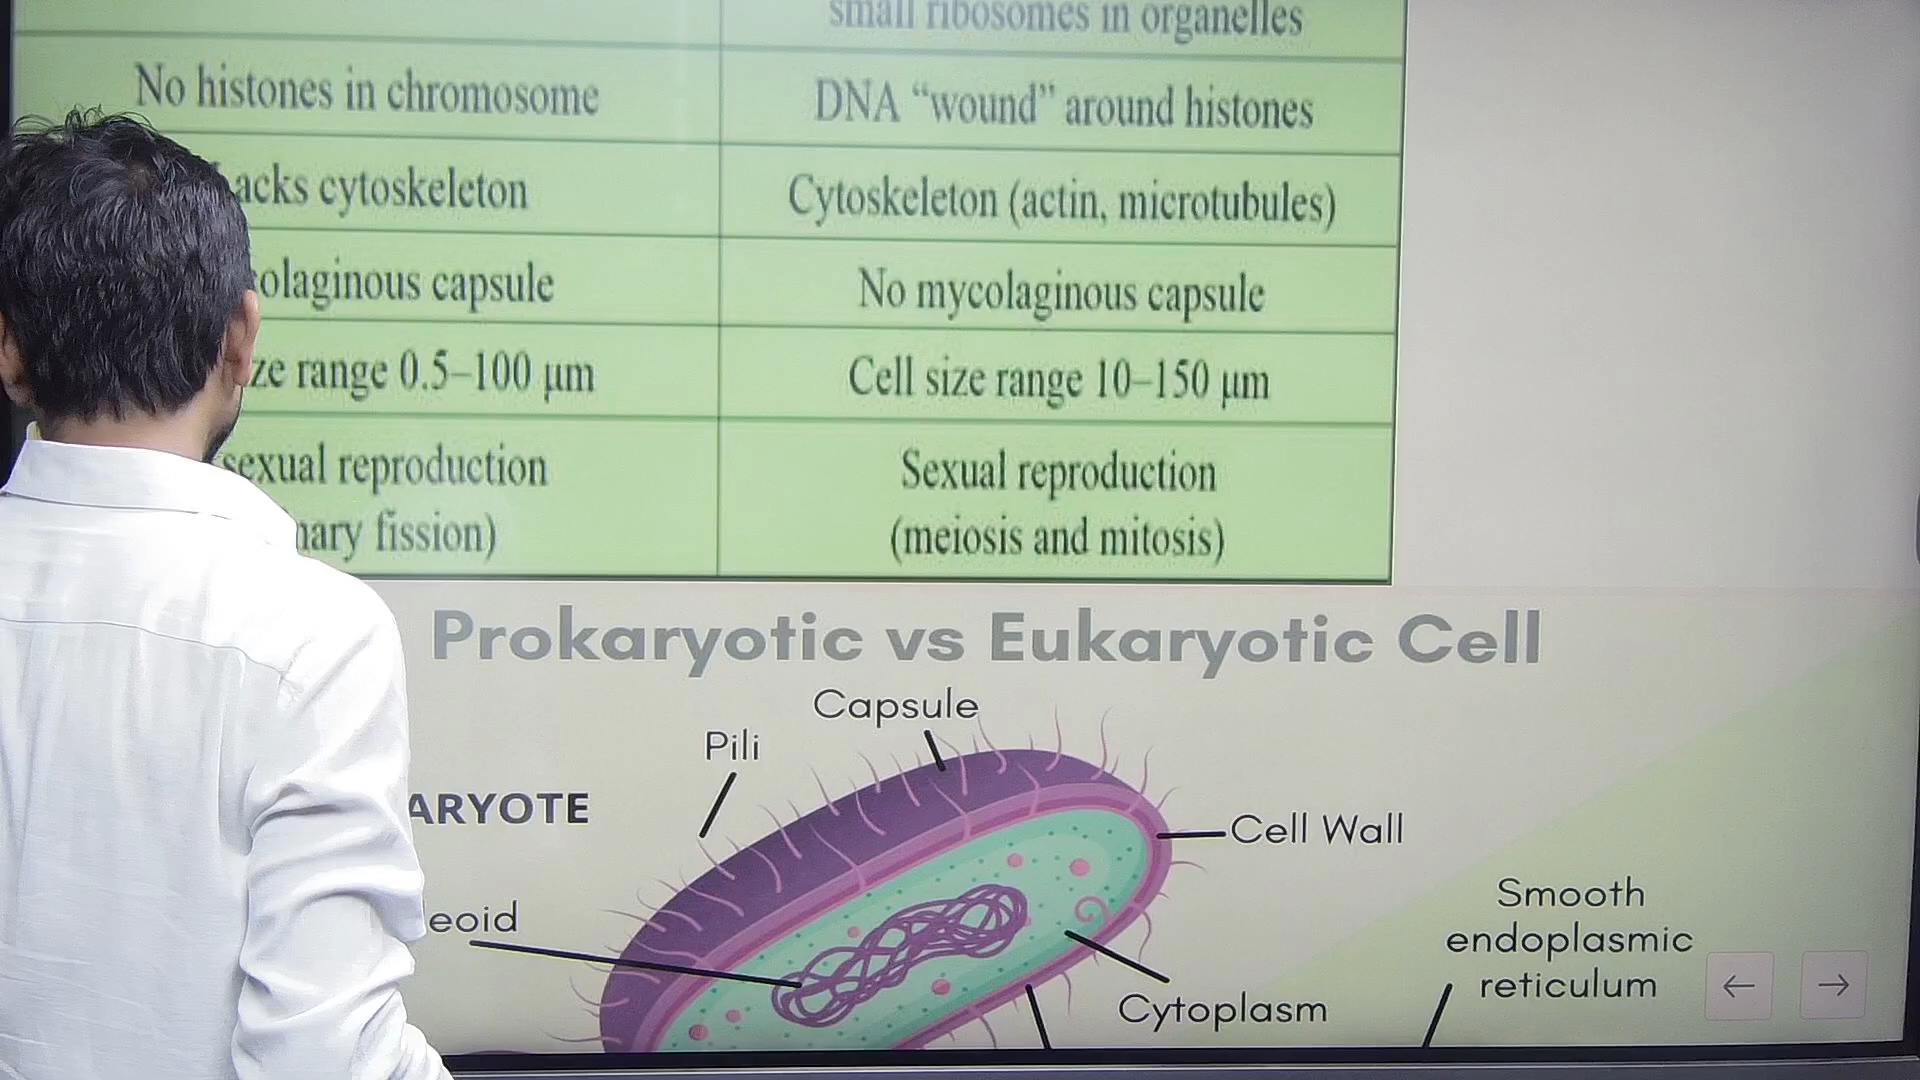 small ribosomes in organelles
No histones in chromosome
DNA “wound” around histones
acks cytoskeleton
Cytoskeleton (actin, microtubules)
olaginous capsule
No mycolaginous capsule
ze range 0.5–100 μm
Cell size range 10–150 μm
sexual reproduction
Sexual reproduction
nary fission)
(meiosis and mitosis)
Prokaryotic vs Eukaryotic Cell
Capsule
Pili
ARYOTE
Cell Wall
Smooth
eoid
endoplasmic
reticulum
Cytoplasm